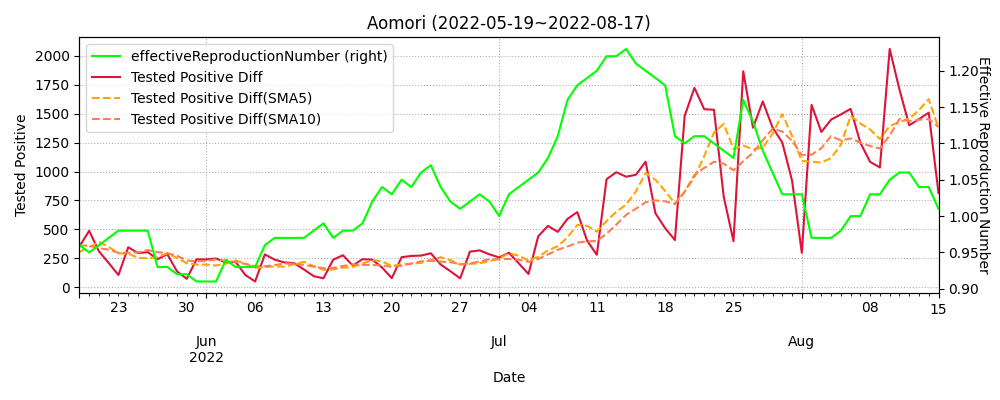 Aomori (2022-05-19~2022-08-17)
effectiveReproductionNumber (right)
Tested Positive Diff
Tested Positive Diff(SMA5)
Tested Positive Diff(SMA10)
Tested Positive
2000
1750
1500
1250
1000
750
500
250
0
Effective Reproduction Number
1.20
1.15
1.10
1.05
1.00
0.95
0.90
23 30 06 13 20 27 04 11 18 25 08 15
Jun Jul Aug
2022
Date